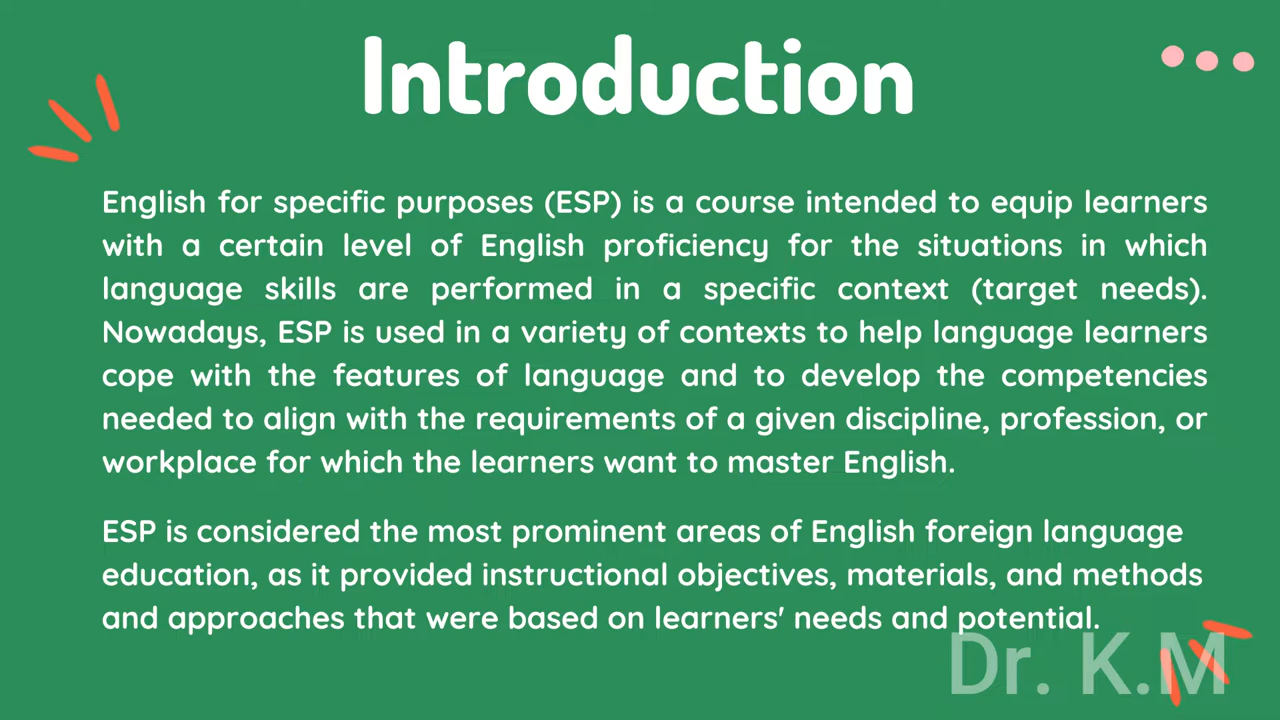 Introduction
English for specific purposes (ESP) is a course intended to equip learners
with a certain level of English proficiency for the situations in which
language skills are performed in a specific context (target needs).
Nowadays, ESP is used in a variety of contexts to help language learners
cope with the features of language and to develop the competencies
needed to align with the requirements of a given discipline, profession, or
workplace for which the learners want to master English.
ESP is considered the most prominent areas of English foreign language
education, as it provided instructional objectives, materials, and methods
and approaches that were based on learners' needs and potential.
Dr. K.M